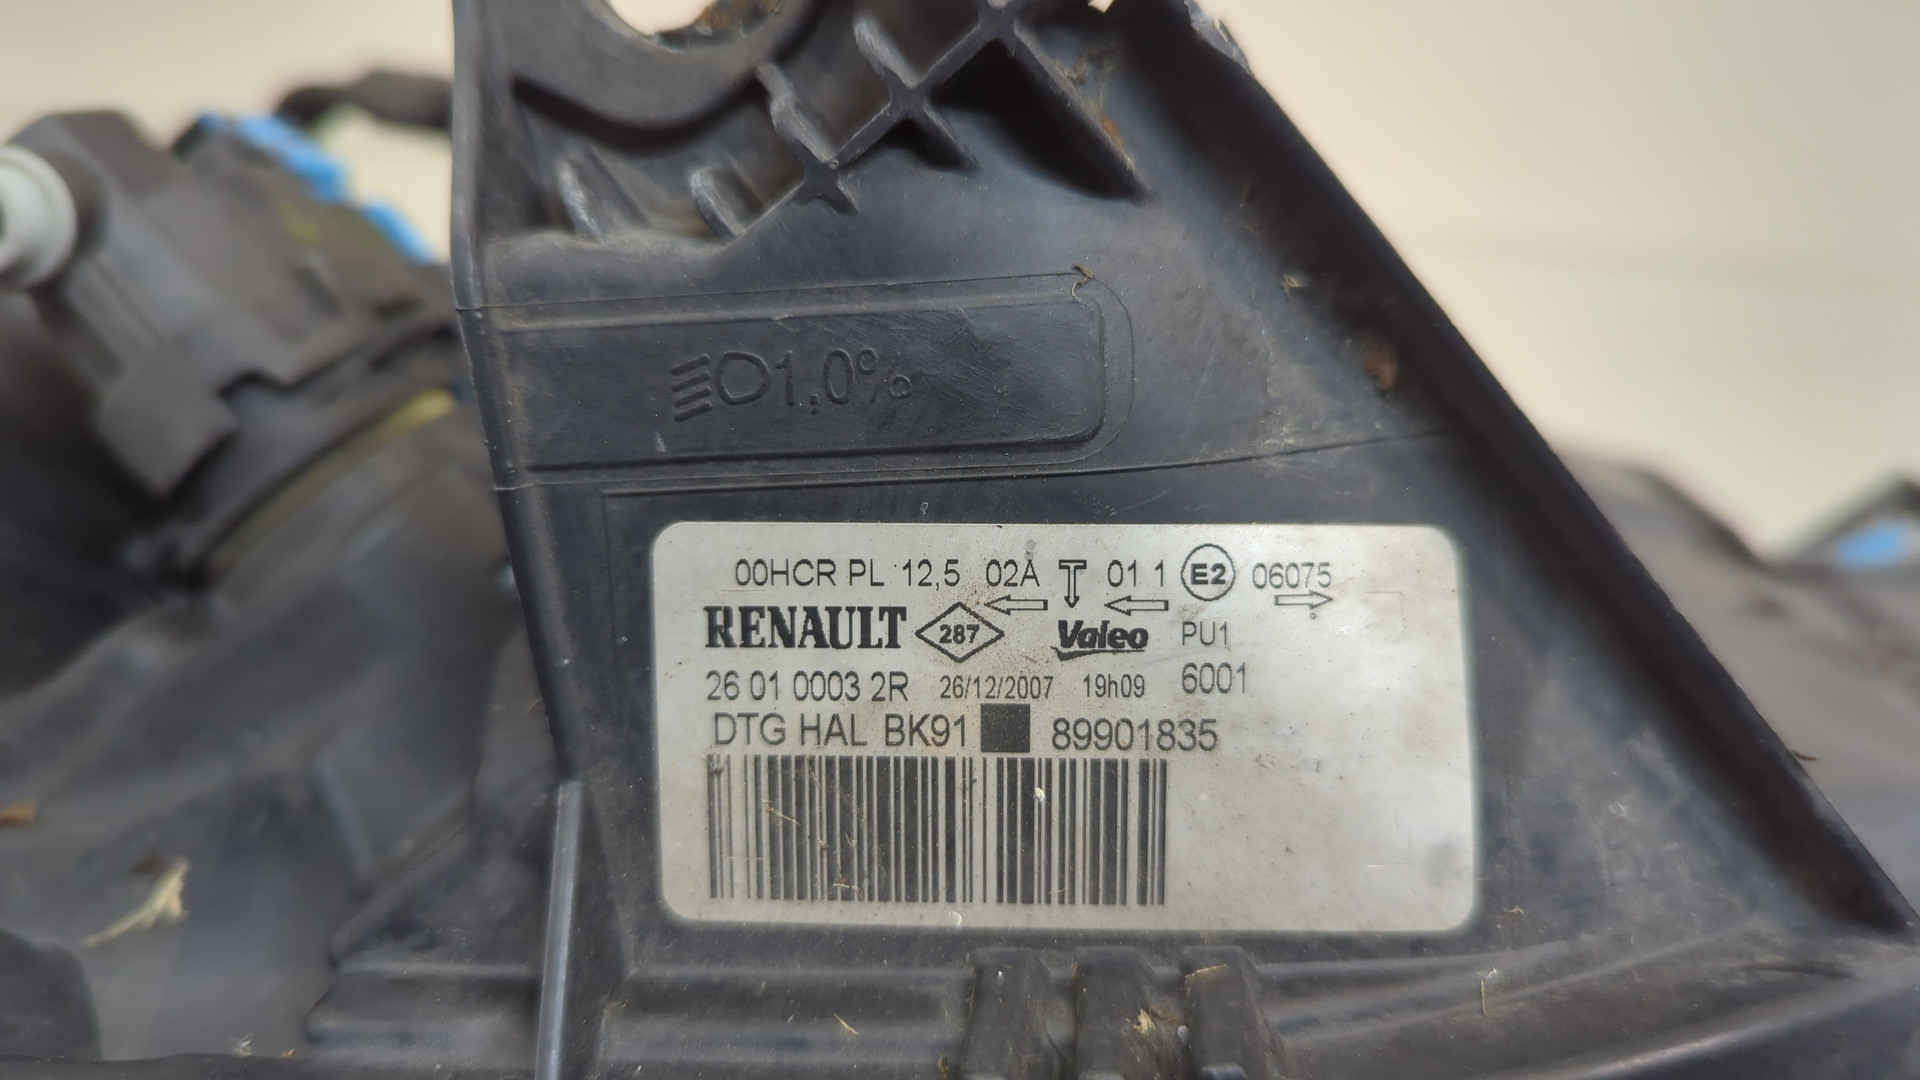 1,0%
00HCR PL 12,5 02A T 01 1 E2 06075
RENAULT 287 Valeo PU1
26 01 0003 2R 26/12/2007 19h09 6001
DTG HAL BK91 89901835